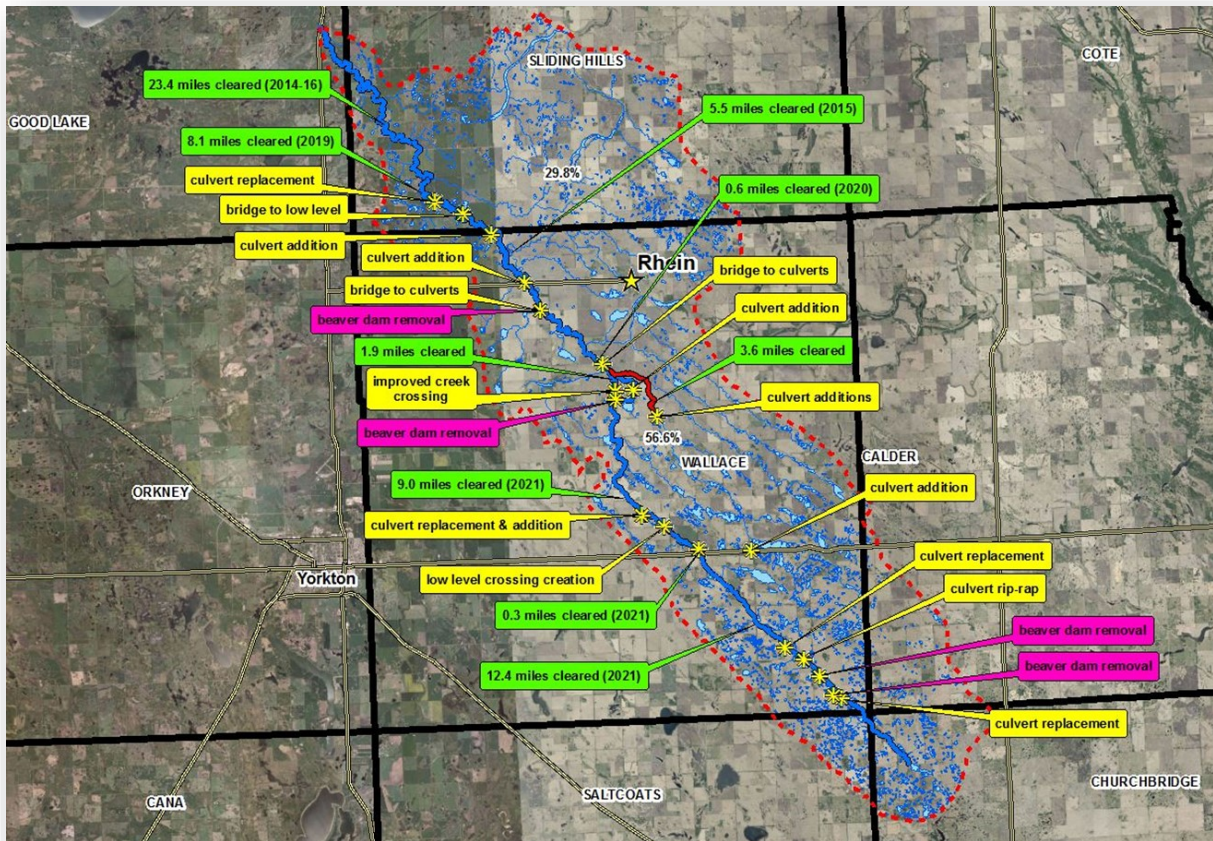 COTE
SLIDING HILLS
23.4 miles cleared (2014-16)
5.5 miles cleared (2015)
GOOD LAKE
8.1 miles cleared (2019)
29.8%
culvert replacement
0.6 miles cleared (2020)
bridge to low level
culvert addition
culvert addition
Rhein
bridge to culverts
bridge to culverts
culvert addition
beaver dam removal
1.9 miles cleared
3.6 miles cleared
improved creek
crossing
culvert additions
beaver dam removal
56.6%
WALLACE
CALDER
9.0 miles cleared (2021)
culvert addition
ORKNEY
culvert replacement & addition
culvert replacement
Yorkton
low level crossing creation
culvert rip-rap
0.3 miles cleared (2021)
beaver dam removal
12.4 miles cleared (2021)
beaver dam removal
culvert replacement
CHURCHBRIDGE
SALTCOATS
CANA